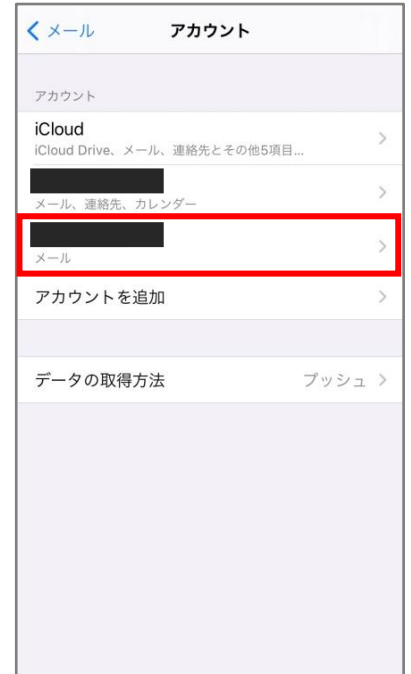 メール
アカウント
アカウント
iCloud
iCloud Drive、メール、連絡先とその他5項目...
メール、連絡先、カレンダー
メール
アカウントを追加
データの取得方法 プッシュ